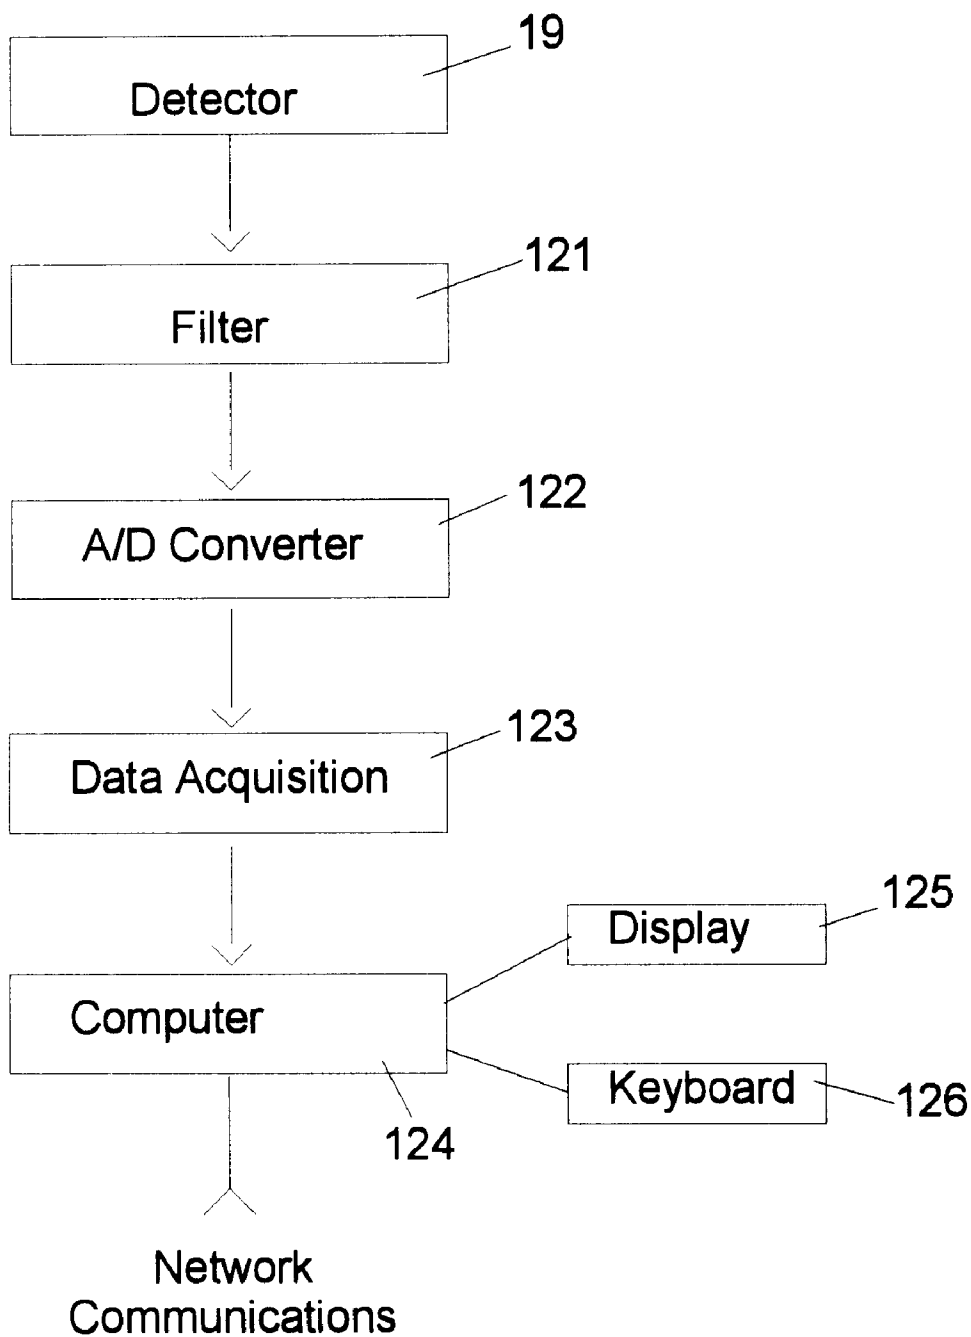 19
Detector
121
Filter
122
A/D Converter
123
Data Acquisition
125
Display
Computer
Keyboard
126
124
Network
Communications